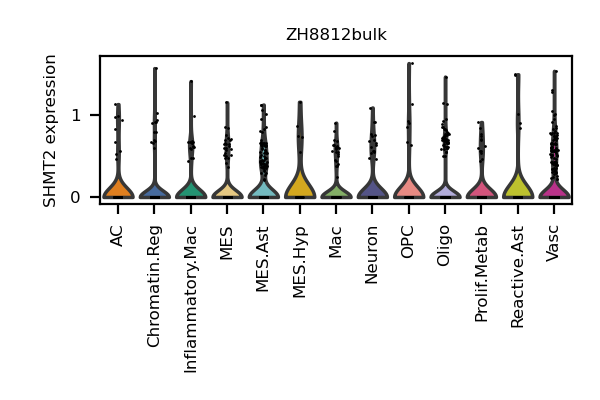 ZH8812bulk
SHMT2 expression
1
0
AC
Chromatin.Reg
Inflammatory.Mac
MES
MES.Ast
MES.Hyp
Mac
Neuron
OPC
Oligo
Prolif.Metab
Reactive.Ast
Vasc